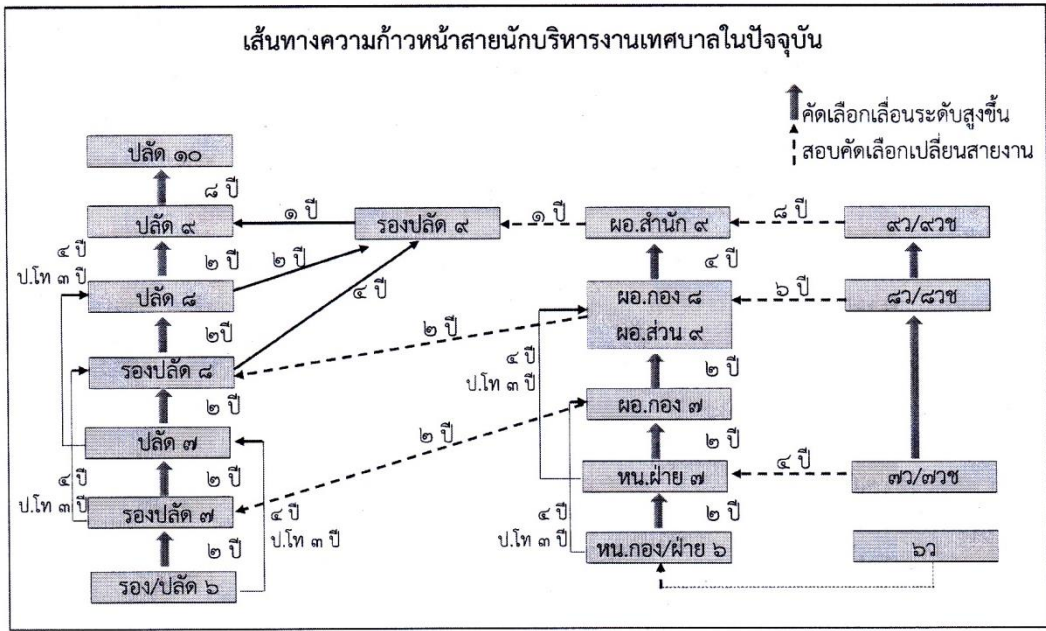 เส้นทางความก้าวหน้าสายนักบริหารงานเทศบาลในปัจจุบัน
คัดเลือกเลื่อนระดับสูงขึ้น
สอบคัดเลือกเปลี่ยนสายงาน
ปลัด ๑๐
๘ ปี
ปลัด ๙
๑ ปี
รองปลัด ๙
๑ ปี
ผอ.สำนัก ๙
๘ ปี
๙ว/๙วช
๔ ปี
ป.โท ๓ ปี
๒ ปี
๒ ปี
๔ ปี
๔ ปี
ปลัด ๘
ผอ.กอง ๘
ผอ.ส่วน ๙
๖ ปี
๘ว/๘วช
๒ปี
๒ ปี
๔ ปี
ป.โท ๓ ปี
๒ ปี
รองปลัด ๘
๒ ปี
ผอ.กอง ๗
ปลัด ๗
๒ ปี
๒ ปี
๔ ปี
ป.โท ๓ ปี
๒ ปี
หน.ฝ่าย ๗
๔ ปี
๗ว/๗วช
รองปลัด ๗
๔ ปี
ป.โท ๓ ปี
๔ ปี
ป.โท ๓ ปี
๒ ปี
๒ ปี
หน.กอง/ฝ่าย ๖
๖ว
รอง/ปลัด ๖